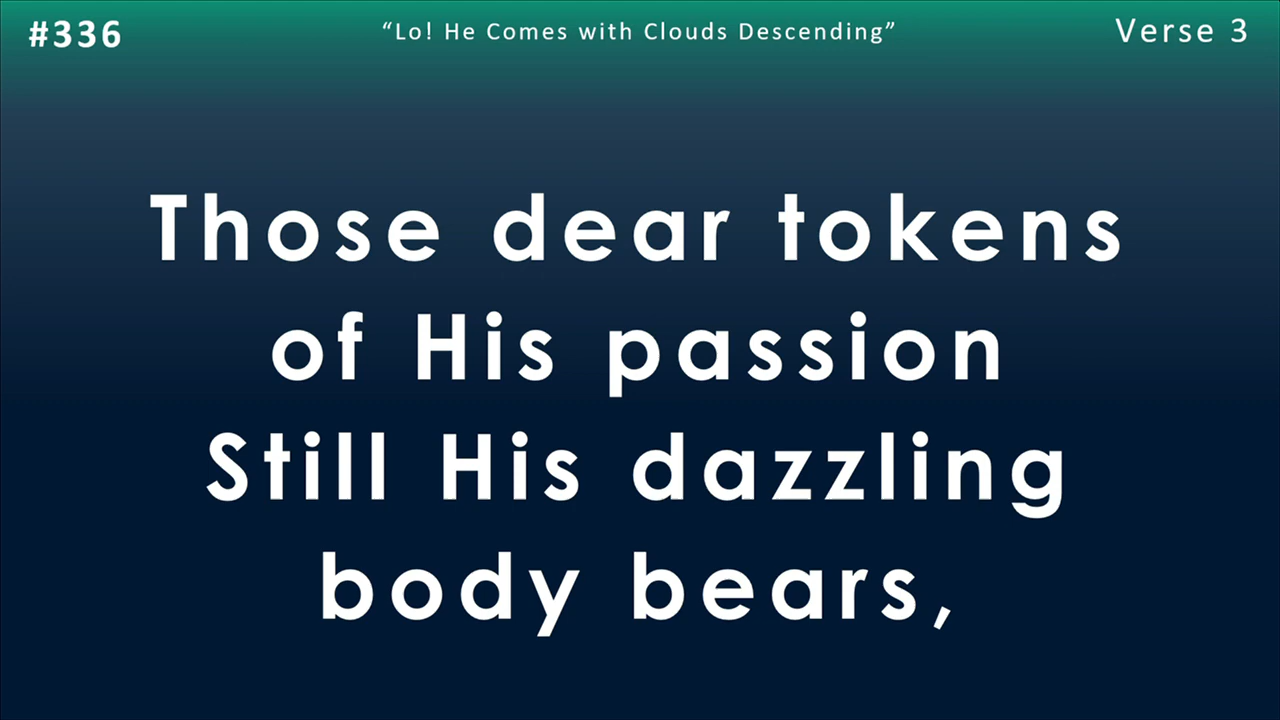 #336
“Lo! He Comes with Clouds Descending”
Verse 3
Those dear tokens
of His passion
Still His dazzling
body bears,